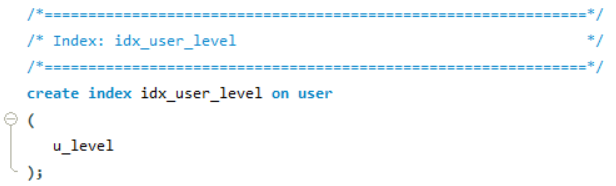 /*==============================================================*/
/* Index: idx_user_level                                        */
/*==============================================================*/
create index idx_user_level on user
(
   u_level
);